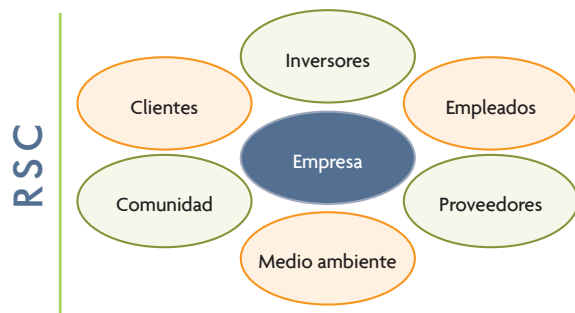 RSC
Inversores
Clientes
Empleados
Empresa
Comunidad
Proveedores
Medio ambiente